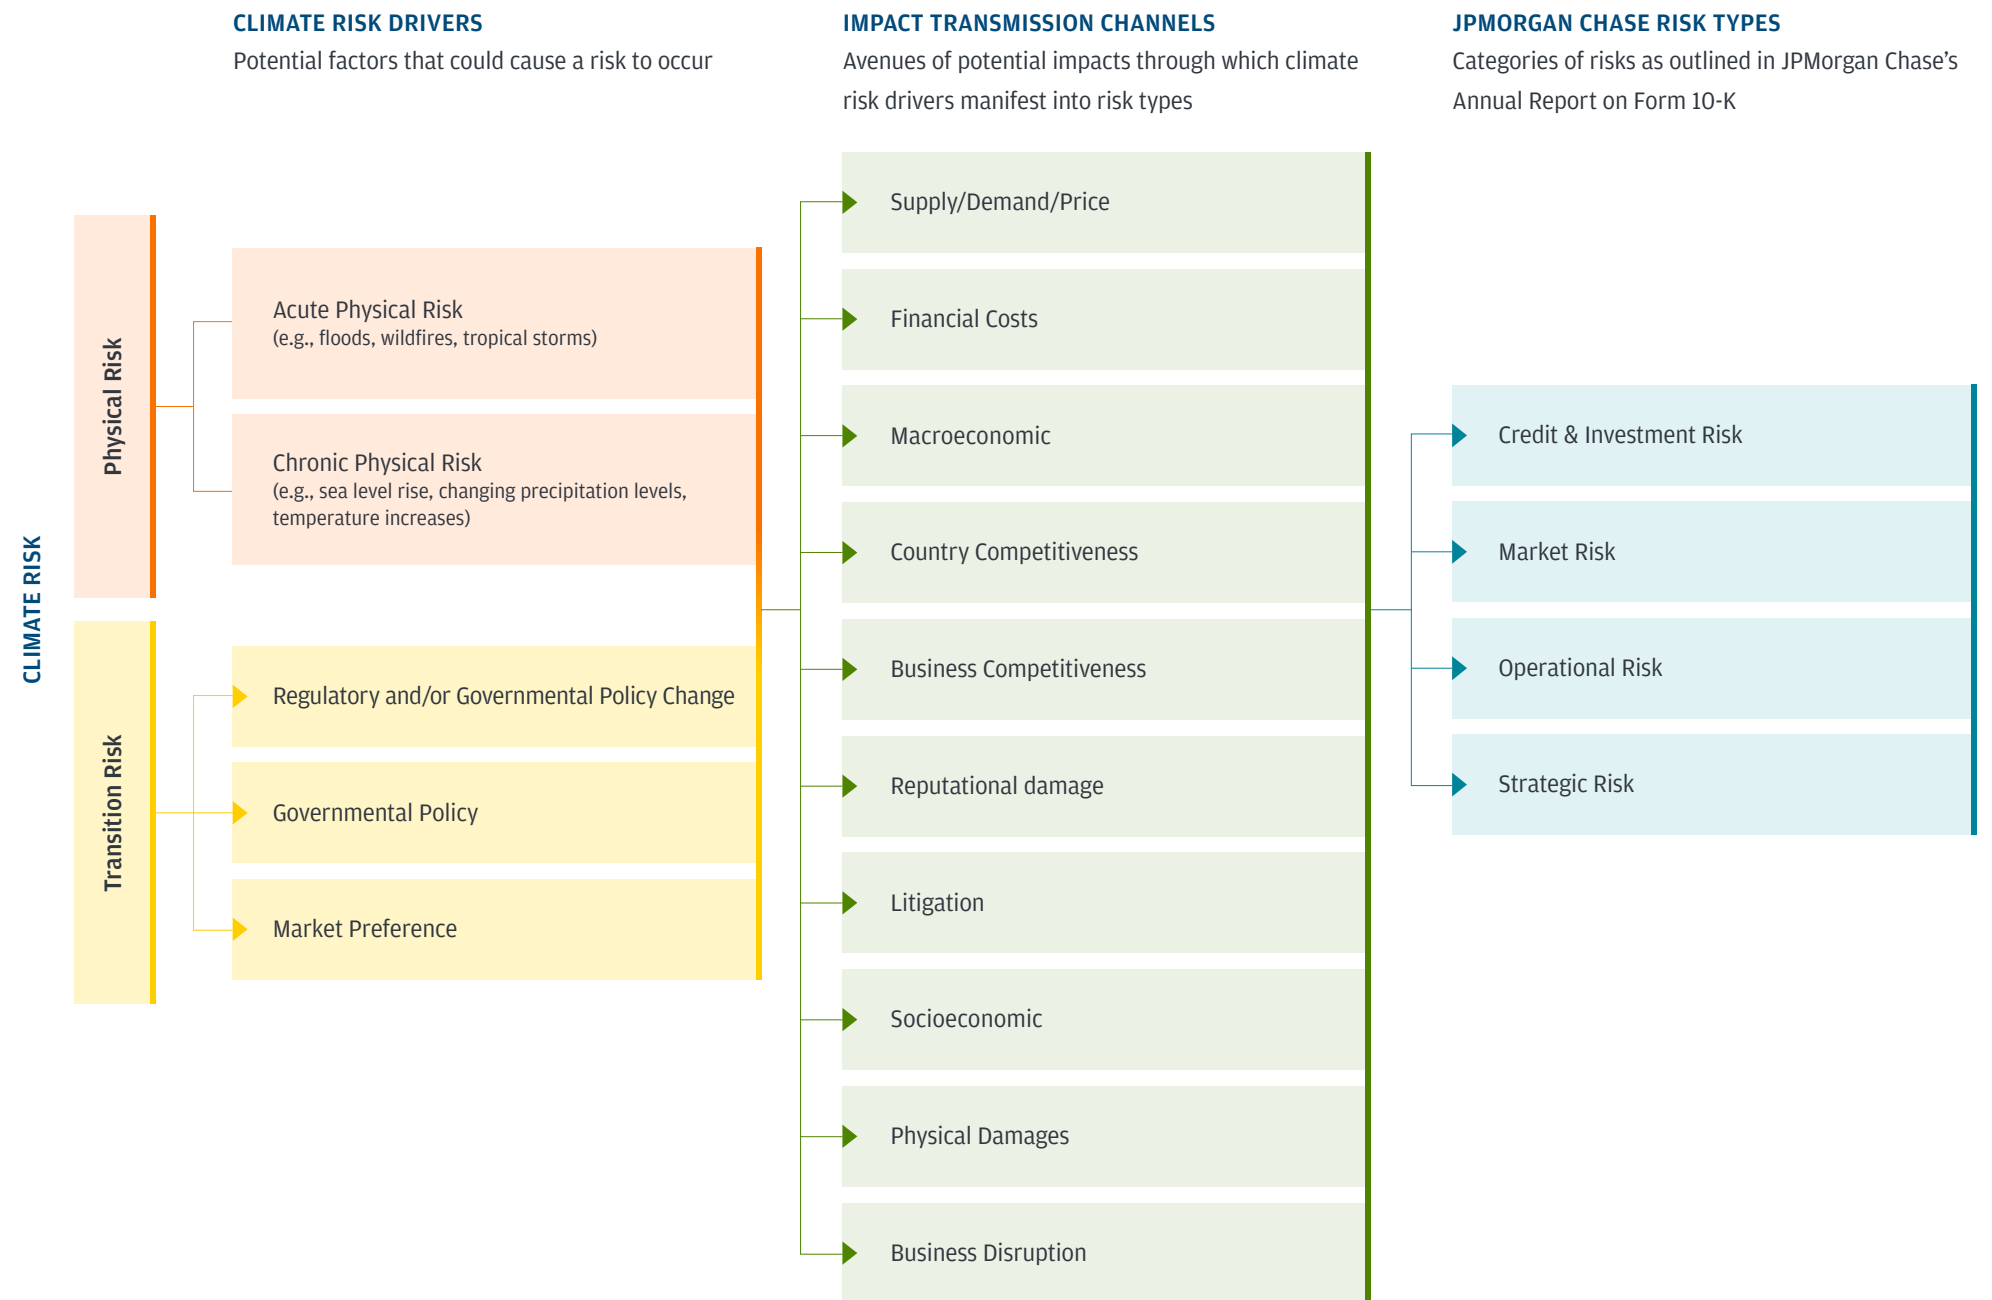 CLIMATE RISK DRIVERS
Potential factors that could cause a risk to occur
IMPACT TRANSMISSION CHANNELS
Avenues of potential impacts through which climate
risk drivers manifest into risk types
JPMORGAN CHASE RISK TYPES
Categories of risks as outlined in JPMorgan Chase’s
Annual Report on Form 10-K
CLIMATE RISK
Physical Risk
Acute Physical Risk
(e.g., floods, wildfires, tropical storms)
Chronic Physical Risk
(e.g., sea level rise, changing precipitation levels,
temperature increases)
Transition Risk
Regulatory and/or Governmental Policy Change
Governmental Policy
Market Preference
Supply/Demand/Price
Financial Costs
Macroeconomic
Country Competitiveness
Business Competitiveness
Reputational damage
Litigation
Socioeconomic
Physical Damages
Business Disruption
Credit & Investment Risk
Market Risk
Operational Risk
Strategic Risk